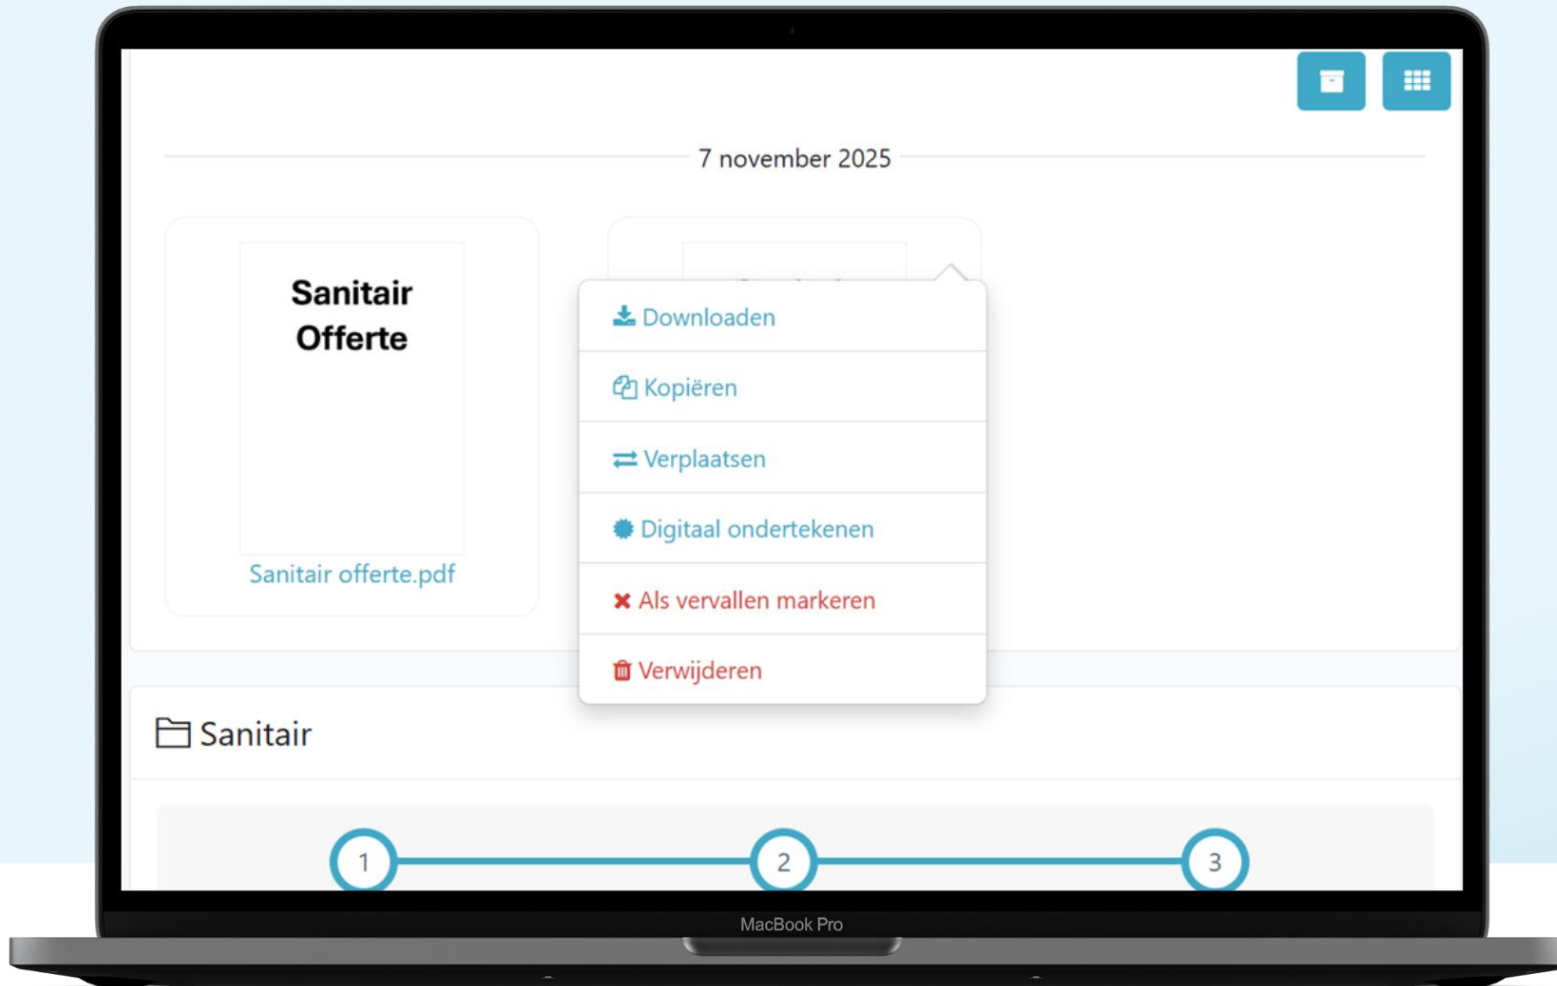 7 november 2025
Sanitair
Offerte
Sanitair offerte.pdf
Downloaden
Kopiëren
Verplaatsen
Digitaal ondertekenen
Als vervallen markeren
Verwijderen
Sanitair
1 2 3
MacBook Pro